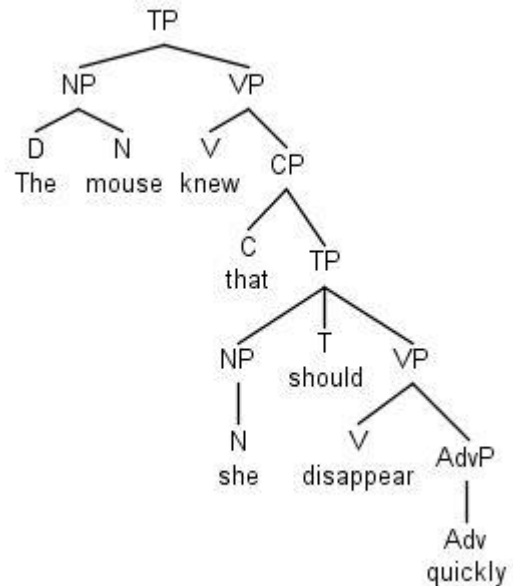 TP
NP VP
D N V CP
The mouse knew
C TP
that
NP T VP
should
N V AdvP
she disappear
Adv
quickly